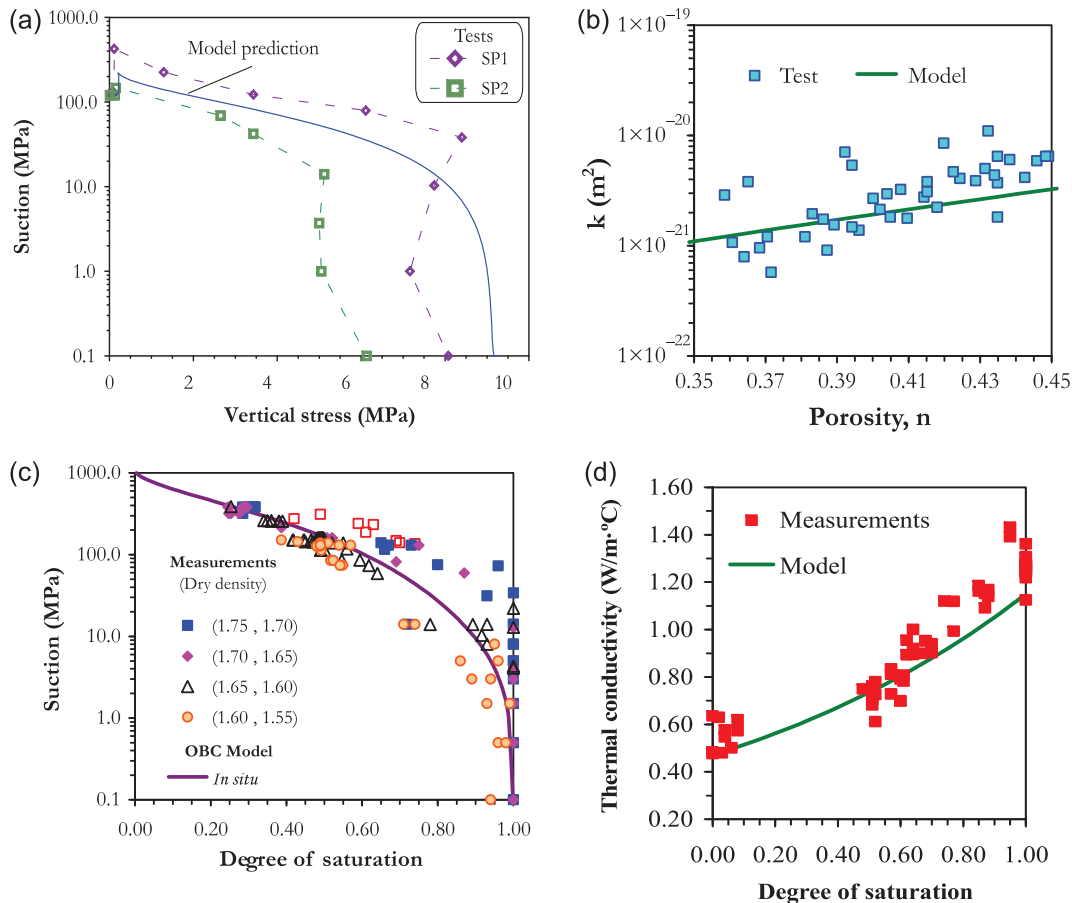 (a)
1000.0
100.0
10.0
1.0
0.1
Suction (MPa)
Model prediction
Tests
SP1
SP2
0 2 4 6 8 10
Vertical stress (MPa)
(b)
1×10⁻¹⁹
1×10⁻²⁰
1×10⁻²¹
1×10⁻²²
k (m²)
Test Model
0.35 0.37 0.39 0.41 0.43 0.45
Porosity, n
(c)
1000.0
100.0
10.0
1.0
0.1
Suction (MPa)
Measurements
(Dry density)
(1.75 , 1.70)
(1.70 , 1.65)
(1.65 , 1.60)
(1.60 , 1.55)
OBC Model
In situ
0.00 0.20 0.40 0.60 0.80 1.00
Degree of saturation
(d)
1.60
1.40
1.20
1.00
0.80
0.60
0.40
0.20
Thermal conductivity (W/m·°C)
Measurements
Model
0.00 0.20 0.40 0.60 0.80 1.00
Degree of saturation